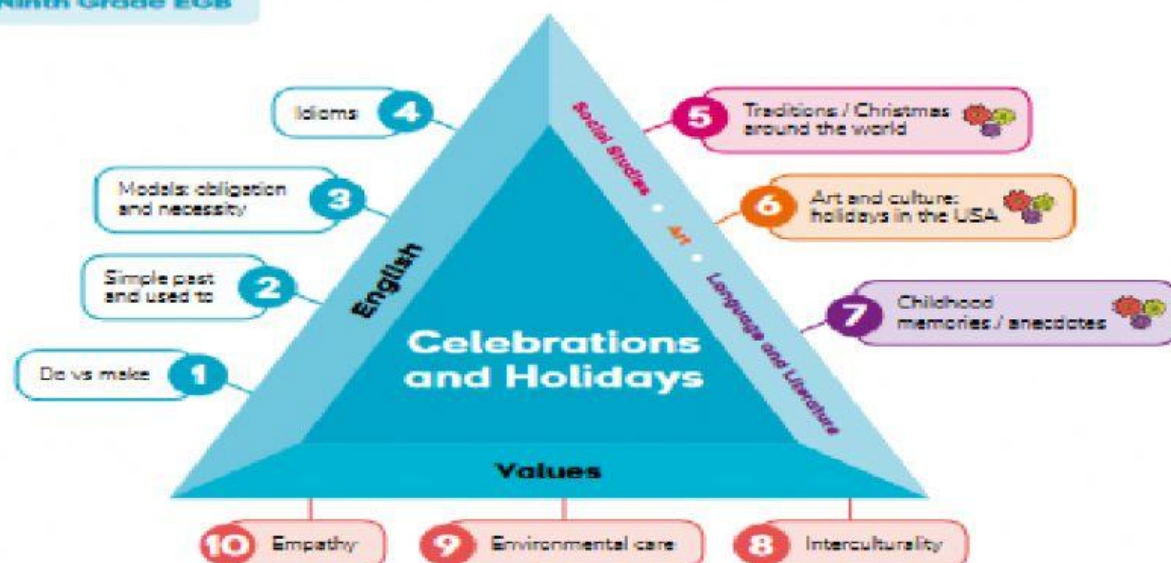 Ninth Grade EGB
Idioms 4
Modals: obligation
and necessity 3
Simple past
and used to 2
Do vs make 1
English
Social Studies • Art • Language and Literature
5 Traditions / Christmas
around the world
6 Art and culture:
holidays in the USA
7 Childhood
memories / anecdotes
Celebrations
and Holidays
Values
10 Empathy
9 Environmental care
8 Interculturality